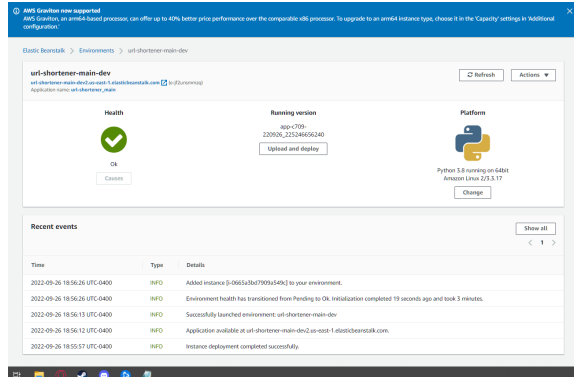 AWS Graviton now supported
AWS Graviton, an arm64-based processor, can offer up to 40% better price performance over the comparable x86 processor. To upgrade to an arm64 instance type, choose it in the 'Capacity' settings in 'Additional
configuration.'
Elastic Beanstalk > Environments > url-shortener-main-dev
url-shortener-main-dev
url-shortener-main-dev2.us-east-1.elasticbeanstalk.com
Application name: url-shortener_main
Refresh
Actions ▼
Health
Ok
Causes
Running version
app-c709-
220926_225246656240
Upload and deploy
Platform
Python 3.8 running on 64bit
Amazon Linux 2/3.3.17
Change
Recent events
Show all
< 1 >
Time Type Details
2022-09-26 18:56:26 UTC-0400 INFO Added instance [i-0665a3bd7909a549c] to your environment.
2022-09-26 18:56:26 UTC-0400 INFO Environment health has transitioned from Pending to Ok. Initialization completed 19 seconds ago and took 3 minutes.
2022-09-26 18:56:13 UTC-0400 INFO Successfully launched environment: url-shortener-main-dev
2022-09-26 18:56:12 UTC-0400 INFO Application available at url-shortener-main-dev2.us-east-1.elasticbeanstalk.com.
2022-09-26 18:55:57 UTC-0400 INFO Instance deployment completed successfully.